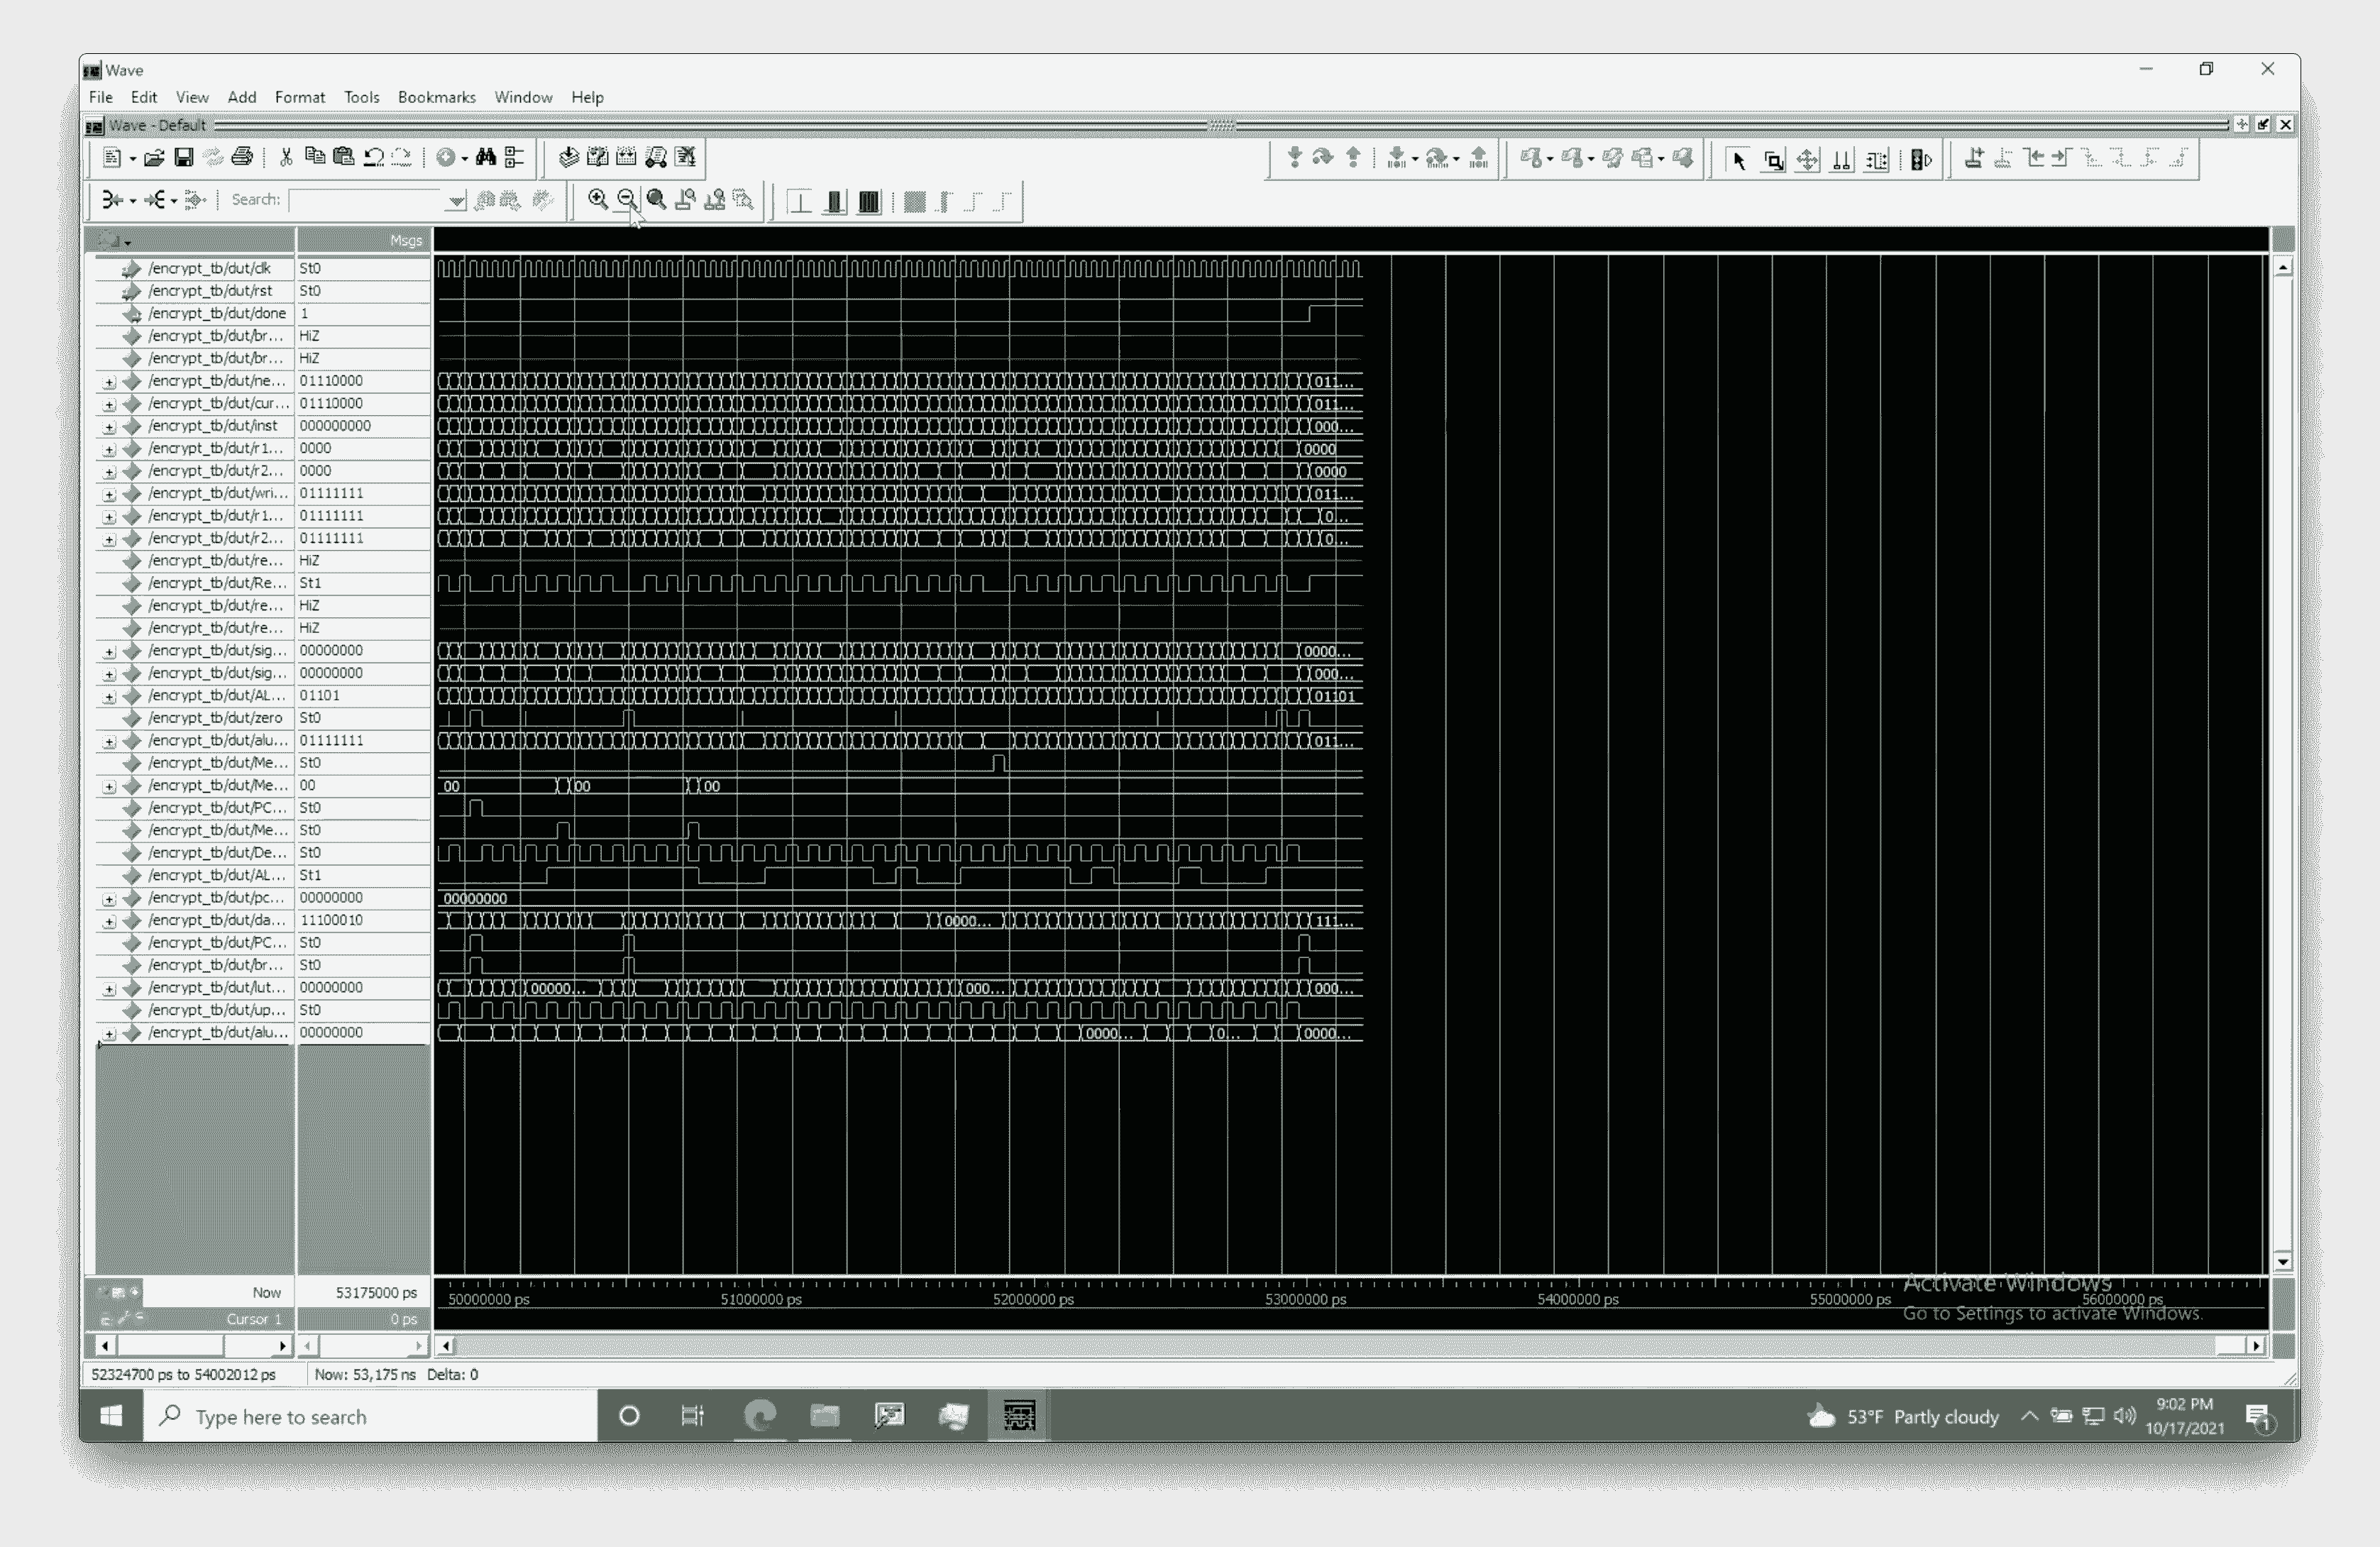 Wave
File Edit View Add Format Tools Bookmarks Window Help
Wave - Default
Search:
Msgs
/encrypt_tb/dut/clk St0
/encrypt_tb/dut/rst St0
/encrypt_tb/dut/done 1
/encrypt_tb/dut/br... HiZ
/encrypt_tb/dut/br... HiZ
/encrypt_tb/dut/ne... 01110000 011...
/encrypt_tb/dut/cur... 01110000 011...
/encrypt_tb/dut/inst 000000000 000...
/encrypt_tb/dut/r1... 0000 0000
/encrypt_tb/dut/r2... 0000 0000
/encrypt_tb/dut/wri... 01111111 011...
/encrypt_tb/dut/r1... 01111111 0...
/encrypt_tb/dut/r2... 01111111 0...
/encrypt_tb/dut/re... HiZ
/encrypt_tb/dut/Re... St1
/encrypt_tb/dut/re... HiZ
/encrypt_tb/dut/re... HiZ
/encrypt_tb/dut/sig... 00000000 0000...
/encrypt_tb/dut/sig... 00000000 000...
/encrypt_tb/dut/AL... 01101 01101
/encrypt_tb/dut/zero St0
/encrypt_tb/dut/alu... 01111111 011...
/encrypt_tb/dut/Me... St0
/encrypt_tb/dut/Me... 00 00 00 00
/encrypt_tb/dut/PC... St0
/encrypt_tb/dut/Me... St0
/encrypt_tb/dut/De... St0
/encrypt_tb/dut/AL... St1
/encrypt_tb/dut/pc... 00000000 00000000
/encrypt_tb/dut/da... 11100010 0000... 111...
/encrypt_tb/dut/PC... St0
/encrypt_tb/dut/br... St0
/encrypt_tb/dut/lut... 00000000 00000... 000... 000...
/encrypt_tb/dut/up... St0
/encrypt_tb/dut/alu... 00000000 0000... 0... 0000...
Now 53175000 ps
50000000 ps 51000000 ps 52000000 ps 53000000 ps 54000000 ps 55000000 ps 56000000 ps
Cursor 1 0 ps
Activate Windows
Go to Settings to activate Windows.
52324700 ps to 54002012 ps Now: 53,175 ns Delta: 0
Type here to search
53°F Partly cloudy
9:02 PM
10/17/2021
1